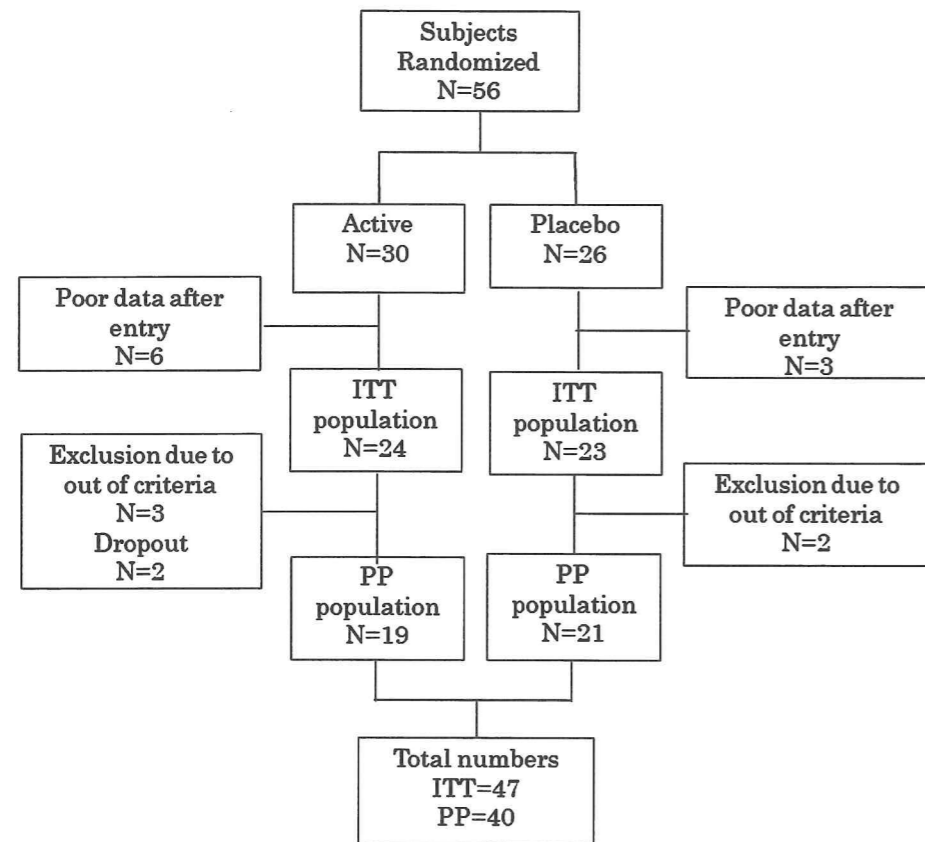 Subjects
Randomized
N=56
Active
N=30
Placebo
N=26
Poor data after
entry
N=6
Poor data after
entry
N=3
ITT
population
N=24
ITT
population
N=23
Exclusion due to
out of criteria
N=3
Dropout
N=2
Exclusion due to
out of criteria
N=2
PP
population
N=19
PP
population
N=21
Total numbers
ITT=47
PP=40